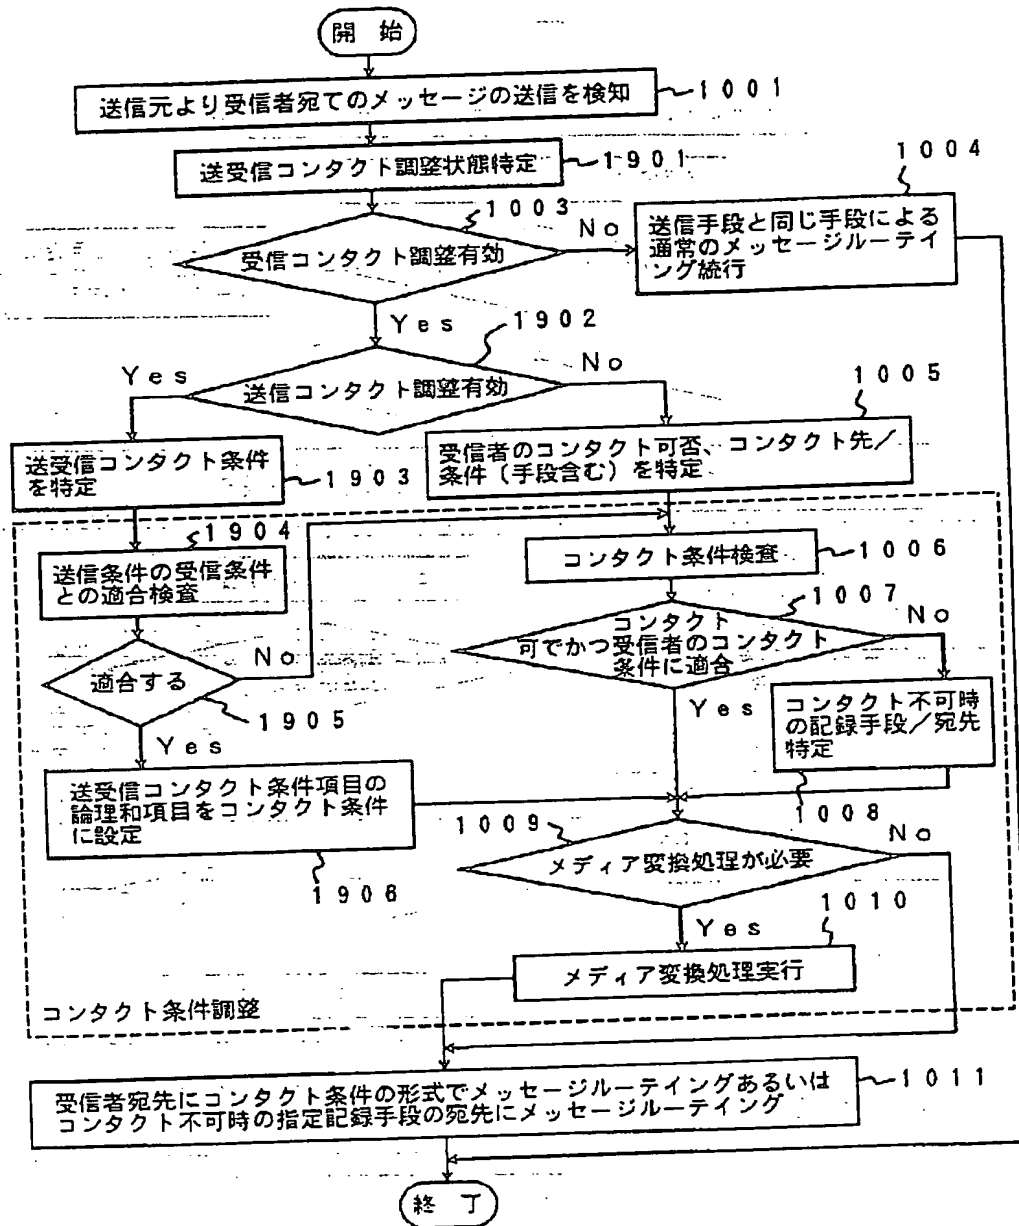 開 始
送信元より受信者宛てのメッセージの送信を検知
1001
送受信コンタクト調整状態特定
1901
1003
受信コンタクト調整有効
No
1004
送信手段と同じ手段による
通常のメッセージルーテイ
ング続行
Yes
1902
送信コンタクト調整有効
Yes
No
1005
送受信コンタクト条件
を特定
1903
受信者のコンタクト可否、コンタクト先／
条件（手段含む）を特定
1904
送信条件の受信条件
との適合検査
コンタクト条件検査
1006
1007
コンタクト
可でかつ受信者のコンタクト
条件に適合
No
適合する
No
1905
Yes
Yes
コンタクト不可時
の記録手段／宛先
特定
1008
送受信コンタクト条件項目の
論理和項目をコンタクト条件
に設定
1906
1009
メディア変換処理が必要
No
1010
Yes
メディア変換処理実行
コンタクト条件調整
受信者宛先にコンタクト条件の形式でメッセージルーテイングあるいは
コンタクト不可時の指定記録手段の宛先にメッセージルーテイング
1011
終 了